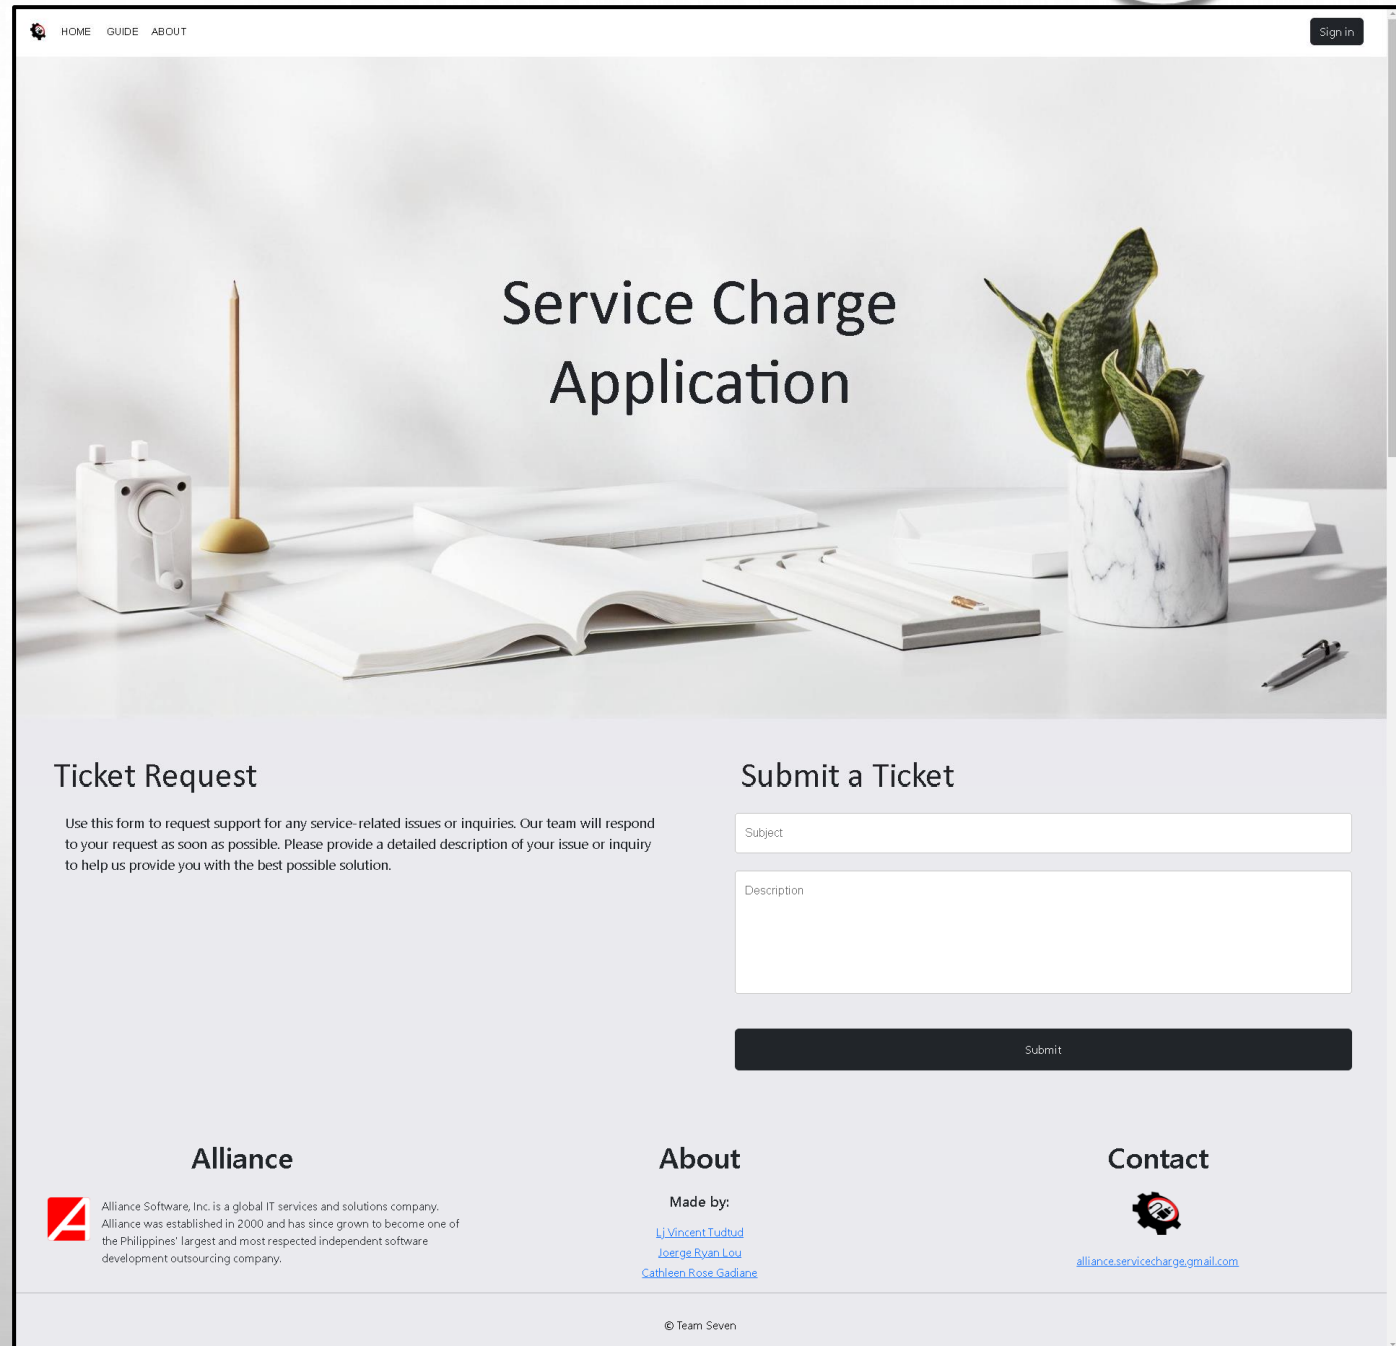 HOME GUIDE ABOUT
Sign in
Service Charge
Application
Ticket Request
Use this form to request support for any service-related issues or inquiries. Our team will respond
to your request as soon as possible. Please provide a detailed description of your issue or inquiry
to help us provide you with the best possible solution.
Submit a Ticket
Subject
Description
Submit
Alliance
Alliance Software, Inc. is a global IT services and solutions company.
Alliance was established in 2000 and has since grown to become one of
the Philippines' largest and most respected independent software
development outsourcing company.
About
Made by:
Lj Vincent Tudtud
Joerge Ryan Lou
Cathleen Rose Gadiane
Contact
alliance.servicecharge.gmail.com
© Team Seven